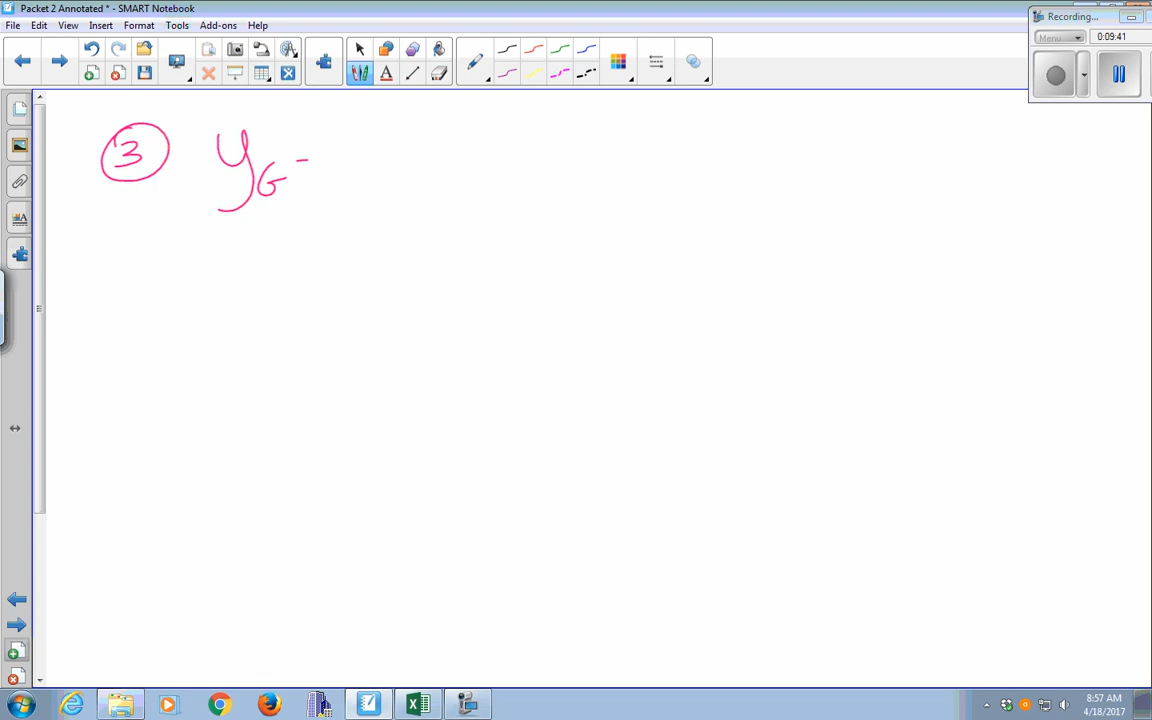 Packet 2 Annotated * - SMART Notebook
File Edit View Insert Format Tools Add-ons Help
Recording...
Menu
0:09:41
3 y_G -
8:57 AM
4/18/2017